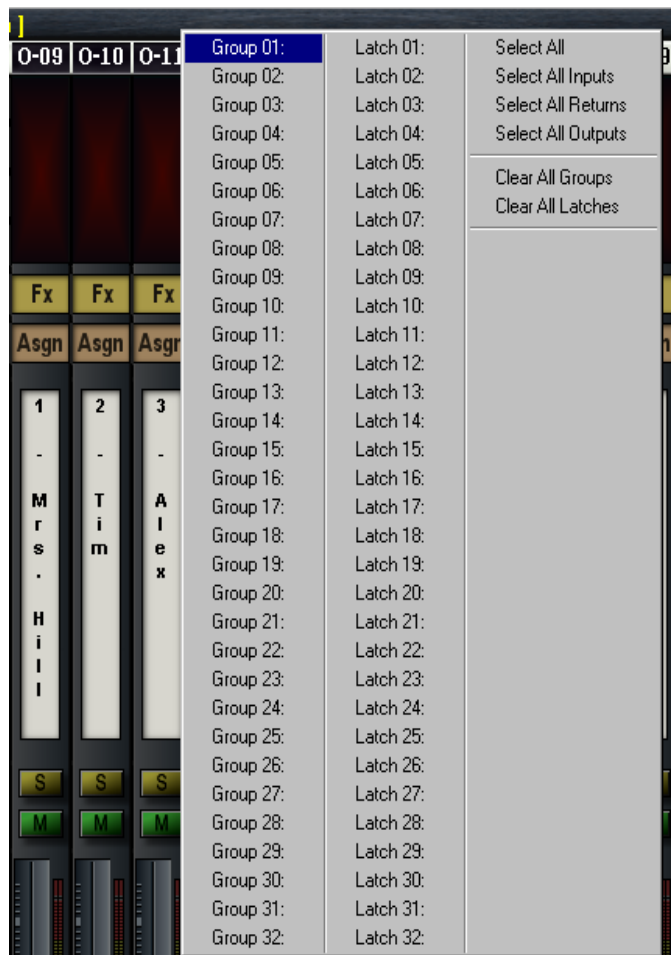 ]
O-09 O-10 O-11
Fx Fx Fx
Asgn Asgn Asgn
1 - Mrs. Hill
2 - Tim
3 - Alex
S S S
M M M
Group 01:
Group 02:
Group 03:
Group 04:
Group 05:
Group 06:
Group 07:
Group 08:
Group 09:
Group 10:
Group 11:
Group 12:
Group 13:
Group 14:
Group 15:
Group 16:
Group 17:
Group 18:
Group 19:
Group 20:
Group 21:
Group 22:
Group 23:
Group 24:
Group 25:
Group 26:
Group 27:
Group 28:
Group 29:
Group 30:
Group 31:
Group 32:
Latch 01:
Latch 02:
Latch 03:
Latch 04:
Latch 05:
Latch 06:
Latch 07:
Latch 08:
Latch 09:
Latch 10:
Latch 11:
Latch 12:
Latch 13:
Latch 14:
Latch 15:
Latch 16:
Latch 17:
Latch 18:
Latch 19:
Latch 20:
Latch 21:
Latch 22:
Latch 23:
Latch 24:
Latch 25:
Latch 26:
Latch 27:
Latch 28:
Latch 29:
Latch 30:
Latch 31:
Latch 32:
Select All
Select All Inputs
Select All Returns
Select All Outputs
Clear All Groups
Clear All Latches